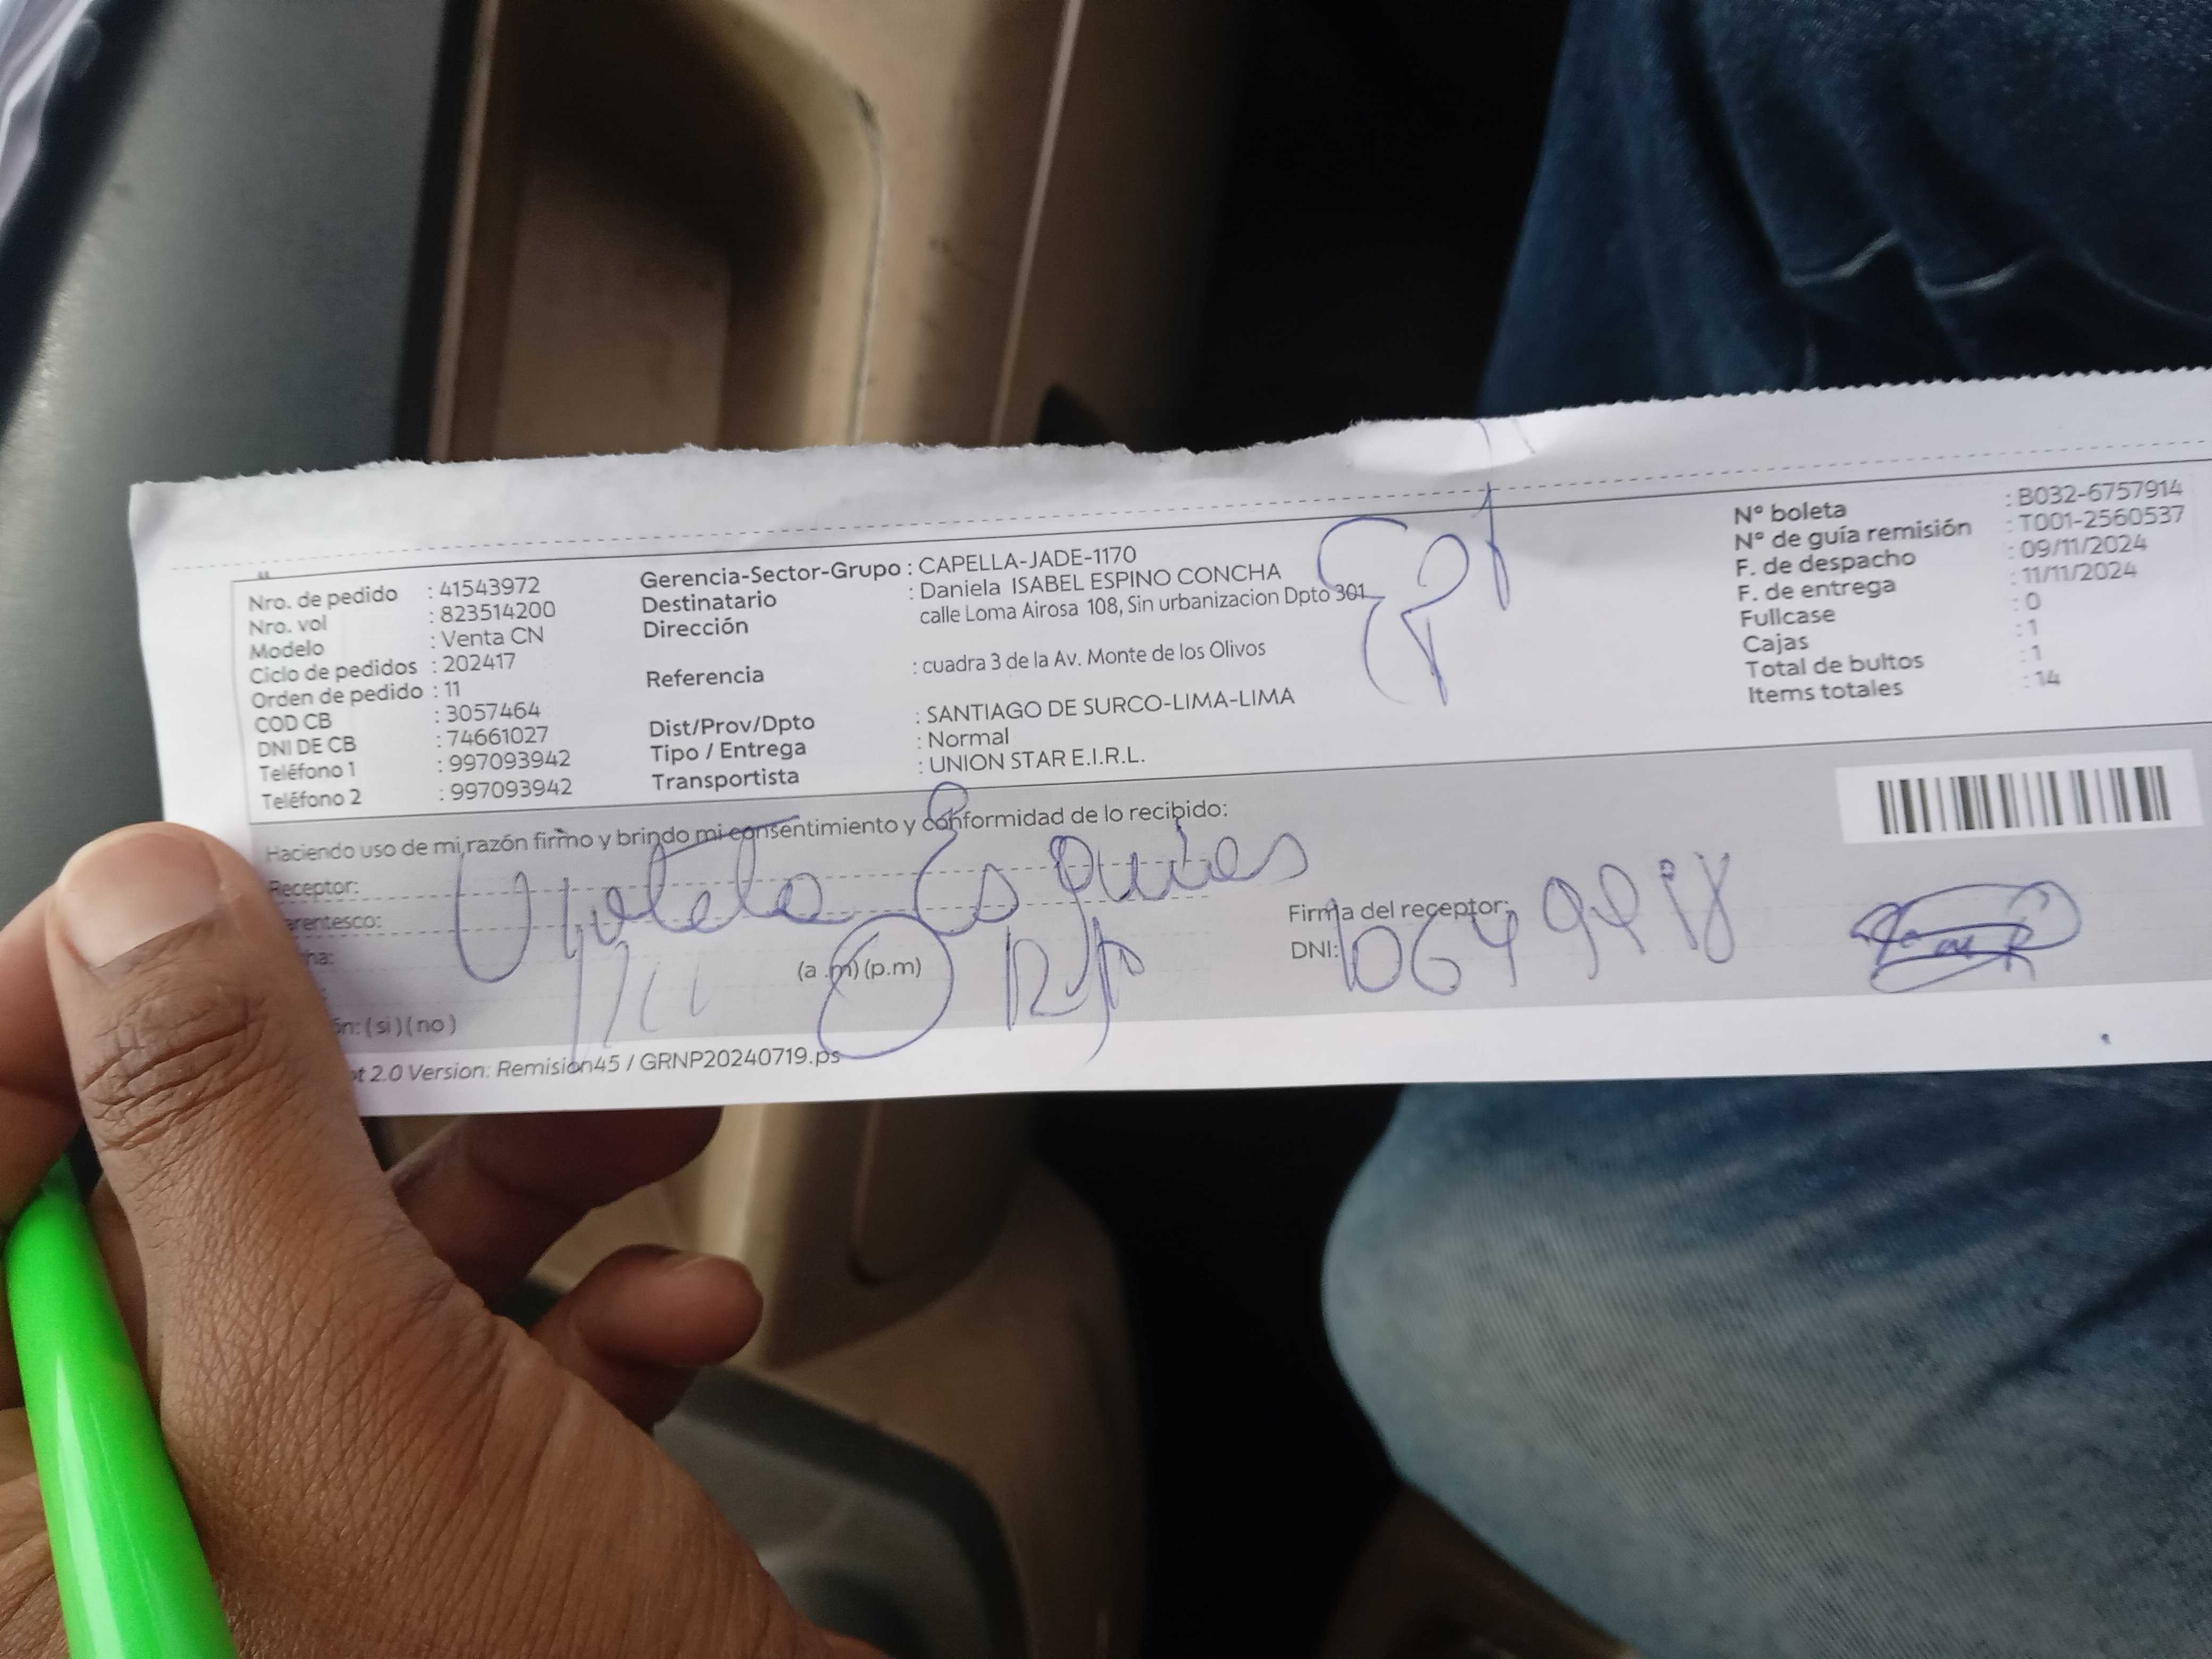 Nro. de pedido : 41543972
Nro. vol : 823514200
Modelo : Venta CN
Ciclo de pedidos : 202417
Orden de pedido : 11
COD CB : 3057464
DNI DE CB : 74661027
Teléfono 1 : 997093942
Teléfono 2 : 997093942
Gerencia-Sector-Grupo : CAPELLA-JADE-1170
Destinatario : Daniela ISABEL ESPINO CONCHA
Dirección calle Loma Airosa 108, Sin urbanizacion Dpto 301
Referencia : cuadra 3 de la Av. Monte de los Olivos
Dist/Prov/Dpto : SANTIAGO DE SURCO-LIMA-LIMA
Tipo / Entrega : Normal
Transportista : UNION STAR E.I.R.L.
N° boleta : B032-6757914
N° de guía remisión : T001-2560537
F. de despacho : 09/11/2024
F. de entrega : 11/11/2024
Fullcase : 0
Cajas : 1
Total de bultos : 1
Items totales : 14
Haciendo uso de mi razón firmo y brindo mi consentimiento y conformidad de lo recibido:
Receptor:
arentesco:
(a .m) (p.m)
Firma del receptor:
DNI:
ón: (si) (no)
2.0 Version: Remision45 / GRNP20240719.ps